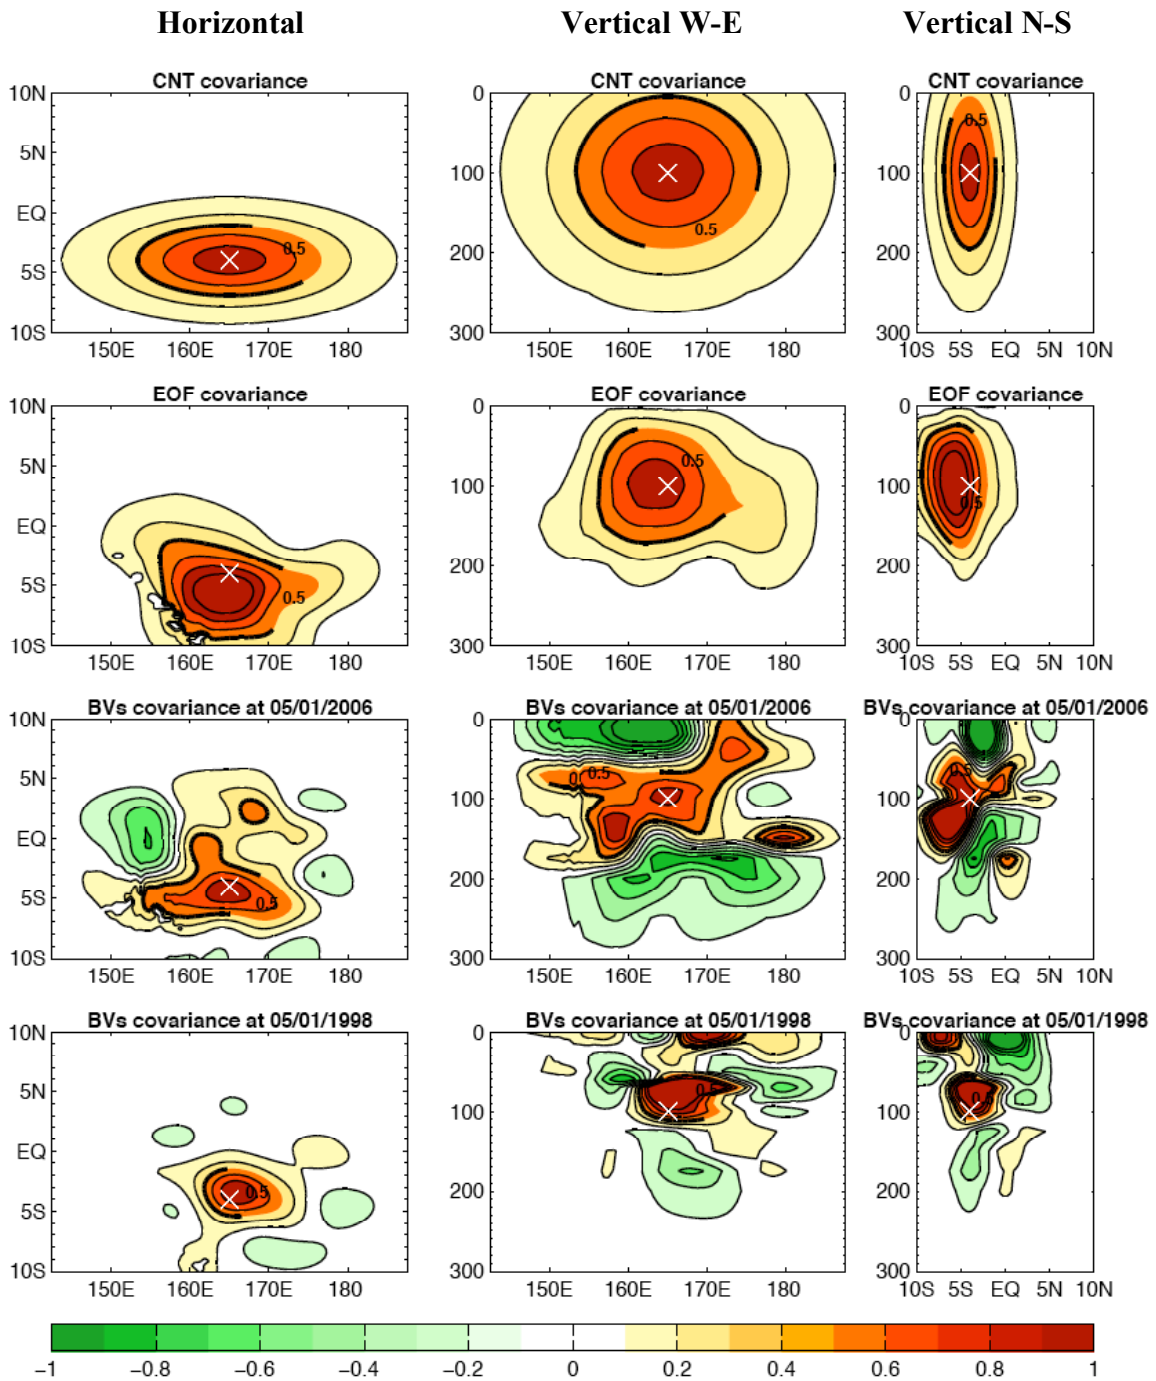 Horizontal Vertical W-E Vertical N-S
CNT covariance CNT covariance CNT covariance
10N
5N
EQ
5S
10S
0.5
150E 160E 170E 180
0
100
200
300
0.5
150E 160E 170E 180
0
100
200
300
0.5
10S 5S EQ 5N 10N
EOF covariance EOF covariance EOF covariance
10N
5N
EQ
5S
10S
0.5
150E 160E 170E 180
0
100
200
300
0.5
150E 160E 170E 180
0
100
200
300
0.5
10S 5S EQ 5N 10N
BVs covariance at 05/01/2006 BVs covariance at 05/01/2006 BVs covariance at 05/01/2006
10N
5N
EQ
5S
10S
0.5
150E 160E 170E 180
0
100
200
300
0.5
150E 160E 170E 180
0
100
200
300
0.5
10S 5S EQ 5N 10N
BVs covariance at 05/01/1998 BVs covariance at 05/01/1998 BVs covariance at 05/01/1998
10N
5N
EQ
5S
10S
0.5
150E 160E 170E 180
0
100
200
300
0.5
150E 160E 170E 180
0
100
200
300
0.5
10S 5S EQ 5N 10N
−1 −0.8 −0.6 −0.4 −0.2 0 0.2 0.4 0.6 0.8 1